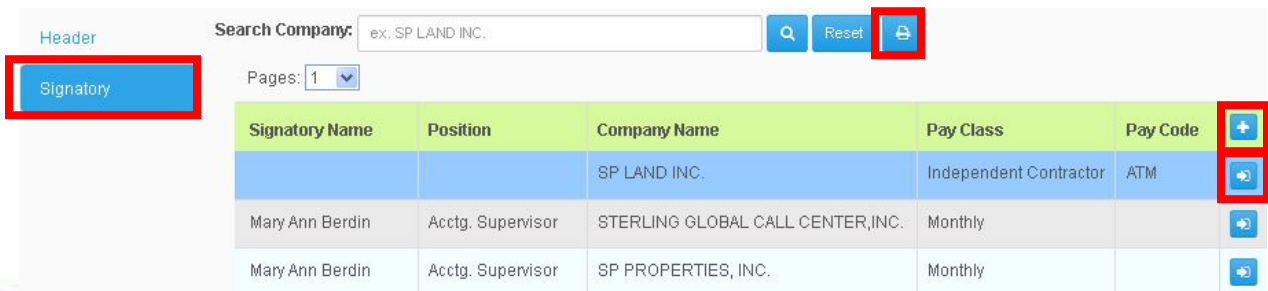 Header
Signatory
Search Company: ex. SP LAND INC. Reset
Pages: 1
Signatory Name Position Company Name Pay Class Pay Code
SP LAND INC. Independent Contractor ATM
Mary Ann Berdin Acctg. Supervisor STERLING GLOBAL CALL CENTER,INC. Monthly
Mary Ann Berdin Acctg. Supervisor SP PROPERTIES, INC. Monthly